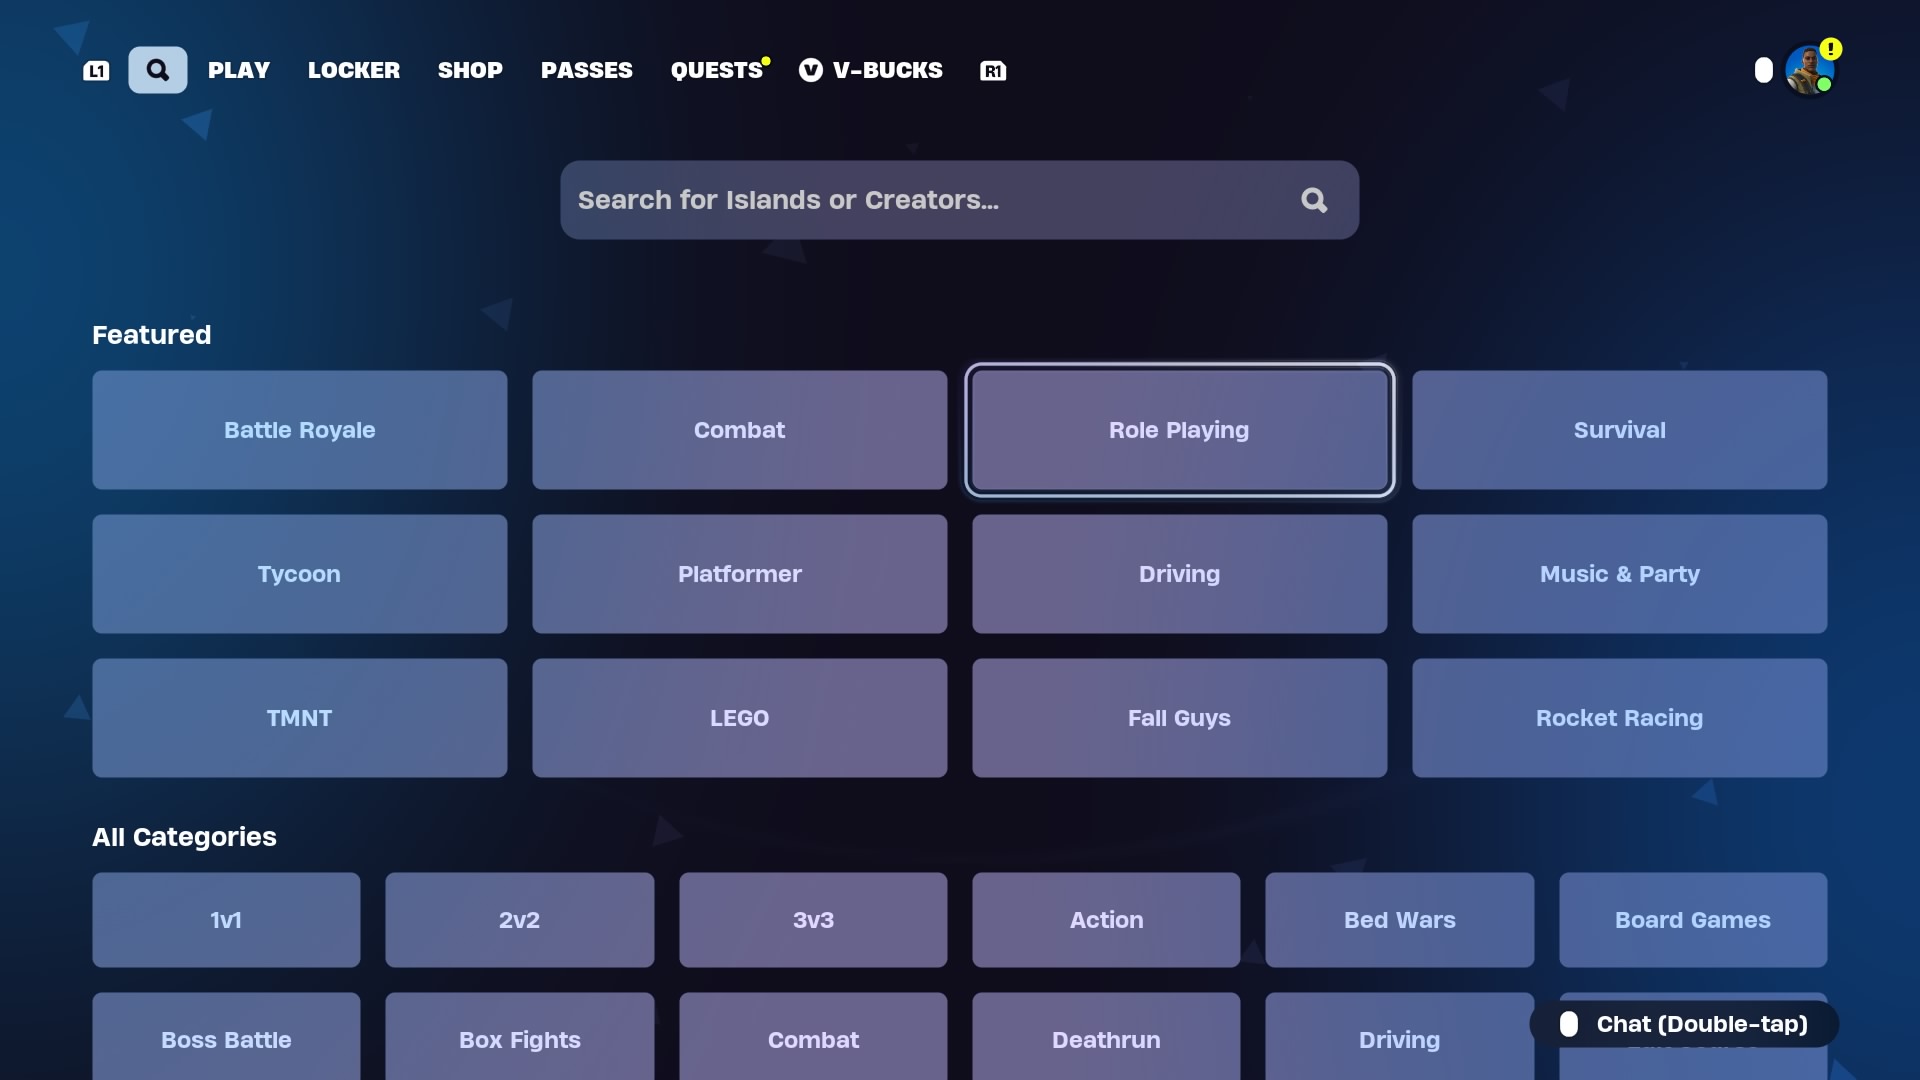 L1
PLAY
LOCKER
SHOP
PASSES
QUESTS
V V-BUCKS
R1
!
Search for Islands or Creators...
Featured
Battle Royale
Combat
Role Playing
Survival
Tycoon
Platformer
Driving
Music & Party
TMNT
LEGO
Fall Guys
Rocket Racing
All Categories
1v1
2v2
3v3
Action
Bed Wars
Board Games
Boss Battle
Box Fights
Combat
Deathrun
Driving
Chat (Double-tap)